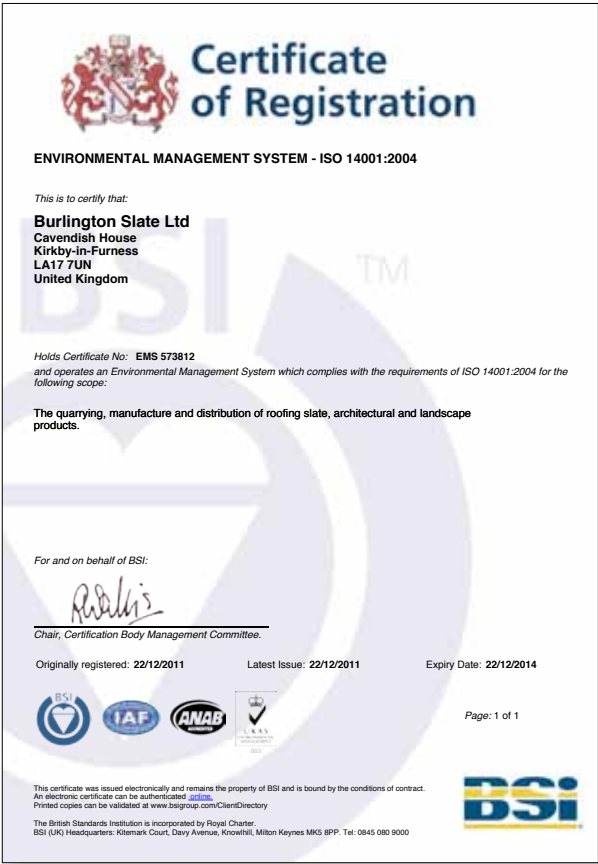 Certificate
of Registration
ENVIRONMENTAL MANAGEMENT SYSTEM - ISO 14001:2004
This is to certify that:
Burlington Slate Ltd
Cavendish House
Kirkby-in-Furness
LA17 7UN
United Kingdom
BSI
TM
Holds Certificate No: EMS 573812
and operates an Environmental Management System which complies with the requirements of ISO 14001:2004 for the
following scope:
The quarrying, manufacture and distribution of roofing slate, architectural and landscape
products.
For and on behalf of BSI:
Chair, Certification Body Management Committee.
Originally registered: 22/12/2011 Latest Issue: 22/12/2011 Expiry Date: 22/12/2014
BSI
IAF
ANAB
ACCREDITED
UKAS
Page: 1 of 1
This certificate was issued electronically and remains the property of BSI and is bound by the conditions of contract.
An electronic certificate can be authenticated online.
Printed copies can be validated at www.bsigroup.com/ClientDirectory
The British Standards Institution is incorporated by Royal Charter.
BSI (UK) Headquarters: Kitemark Court, Davy Avenue, Knowlhill, Milton Keynes MK5 8PP. Tel: 0845 080 9000
BSi